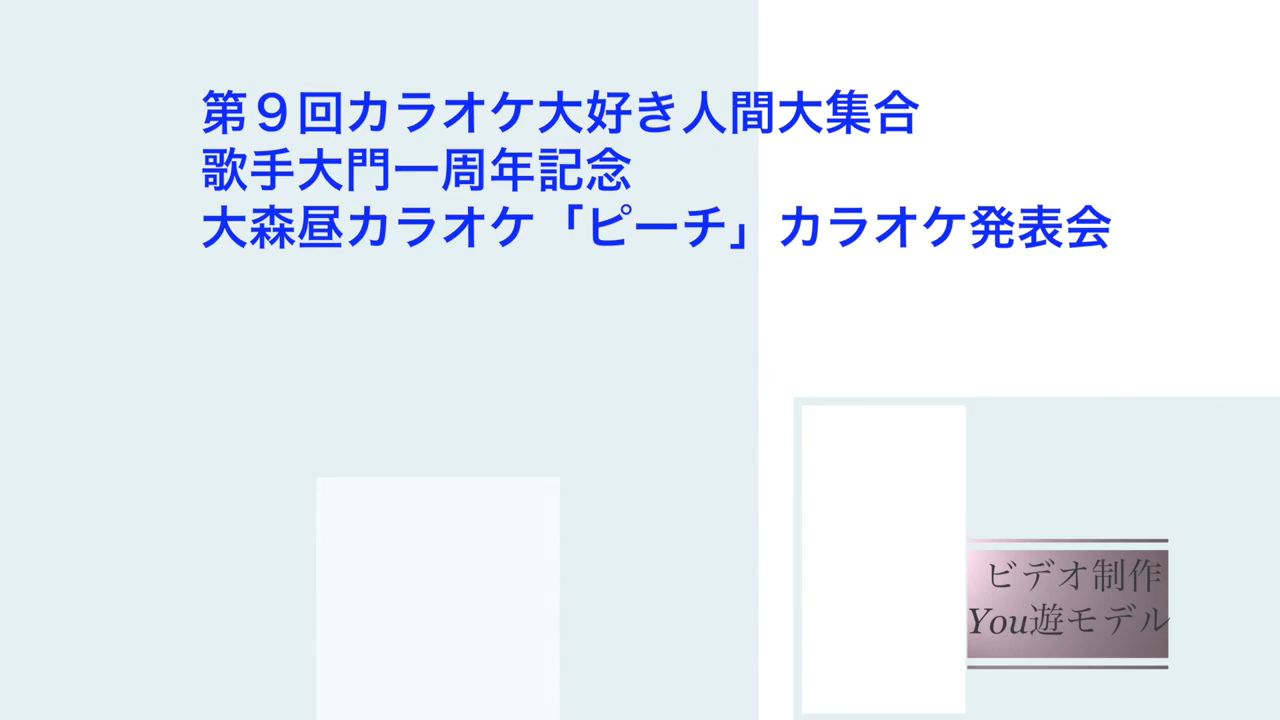 第９回カラオケ大好き人間大集合
歌手大門一周年記念
大森昼カラオケ「ピーチ」カラオケ発表会
ビデオ制作
You遊モデル